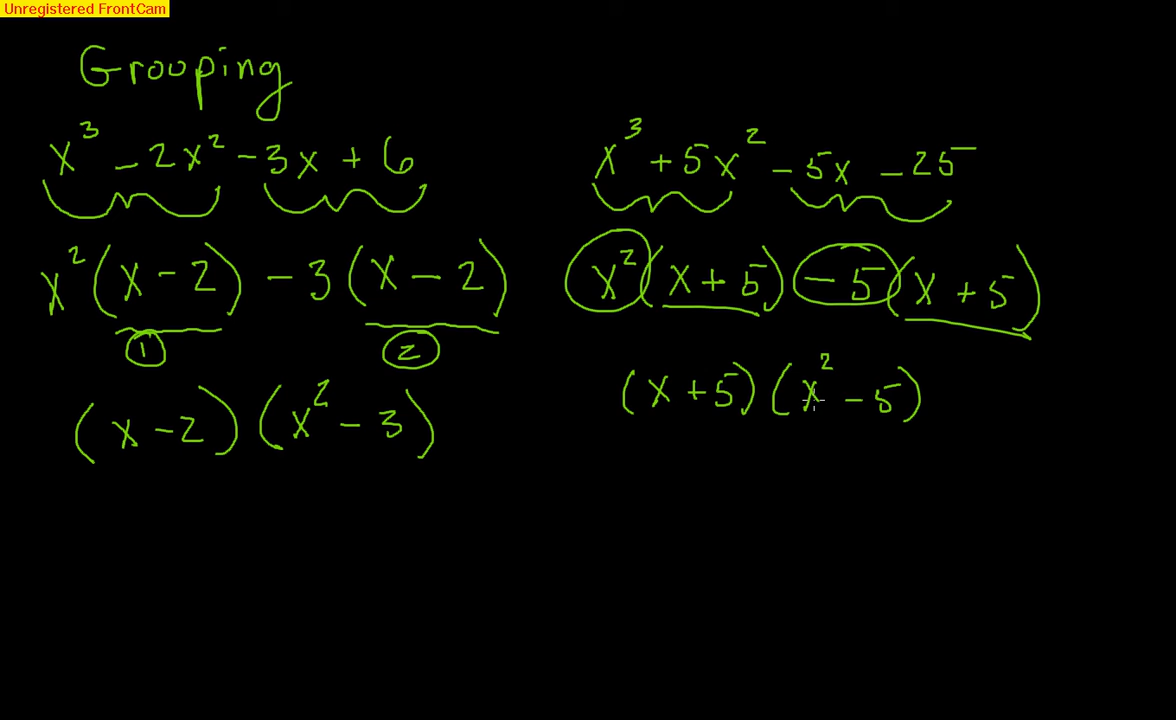 Unregistered FrontCam
Grouping
x³ - 2x² - 3x + 6
x² (x - 2) - 3 (x - 2)
1 2
(x - 2) (x² - 3)
x³ + 5x² - 5x - 25
x² (x + 5) - 5 (x + 5)
(x + 5) (x² - 5)